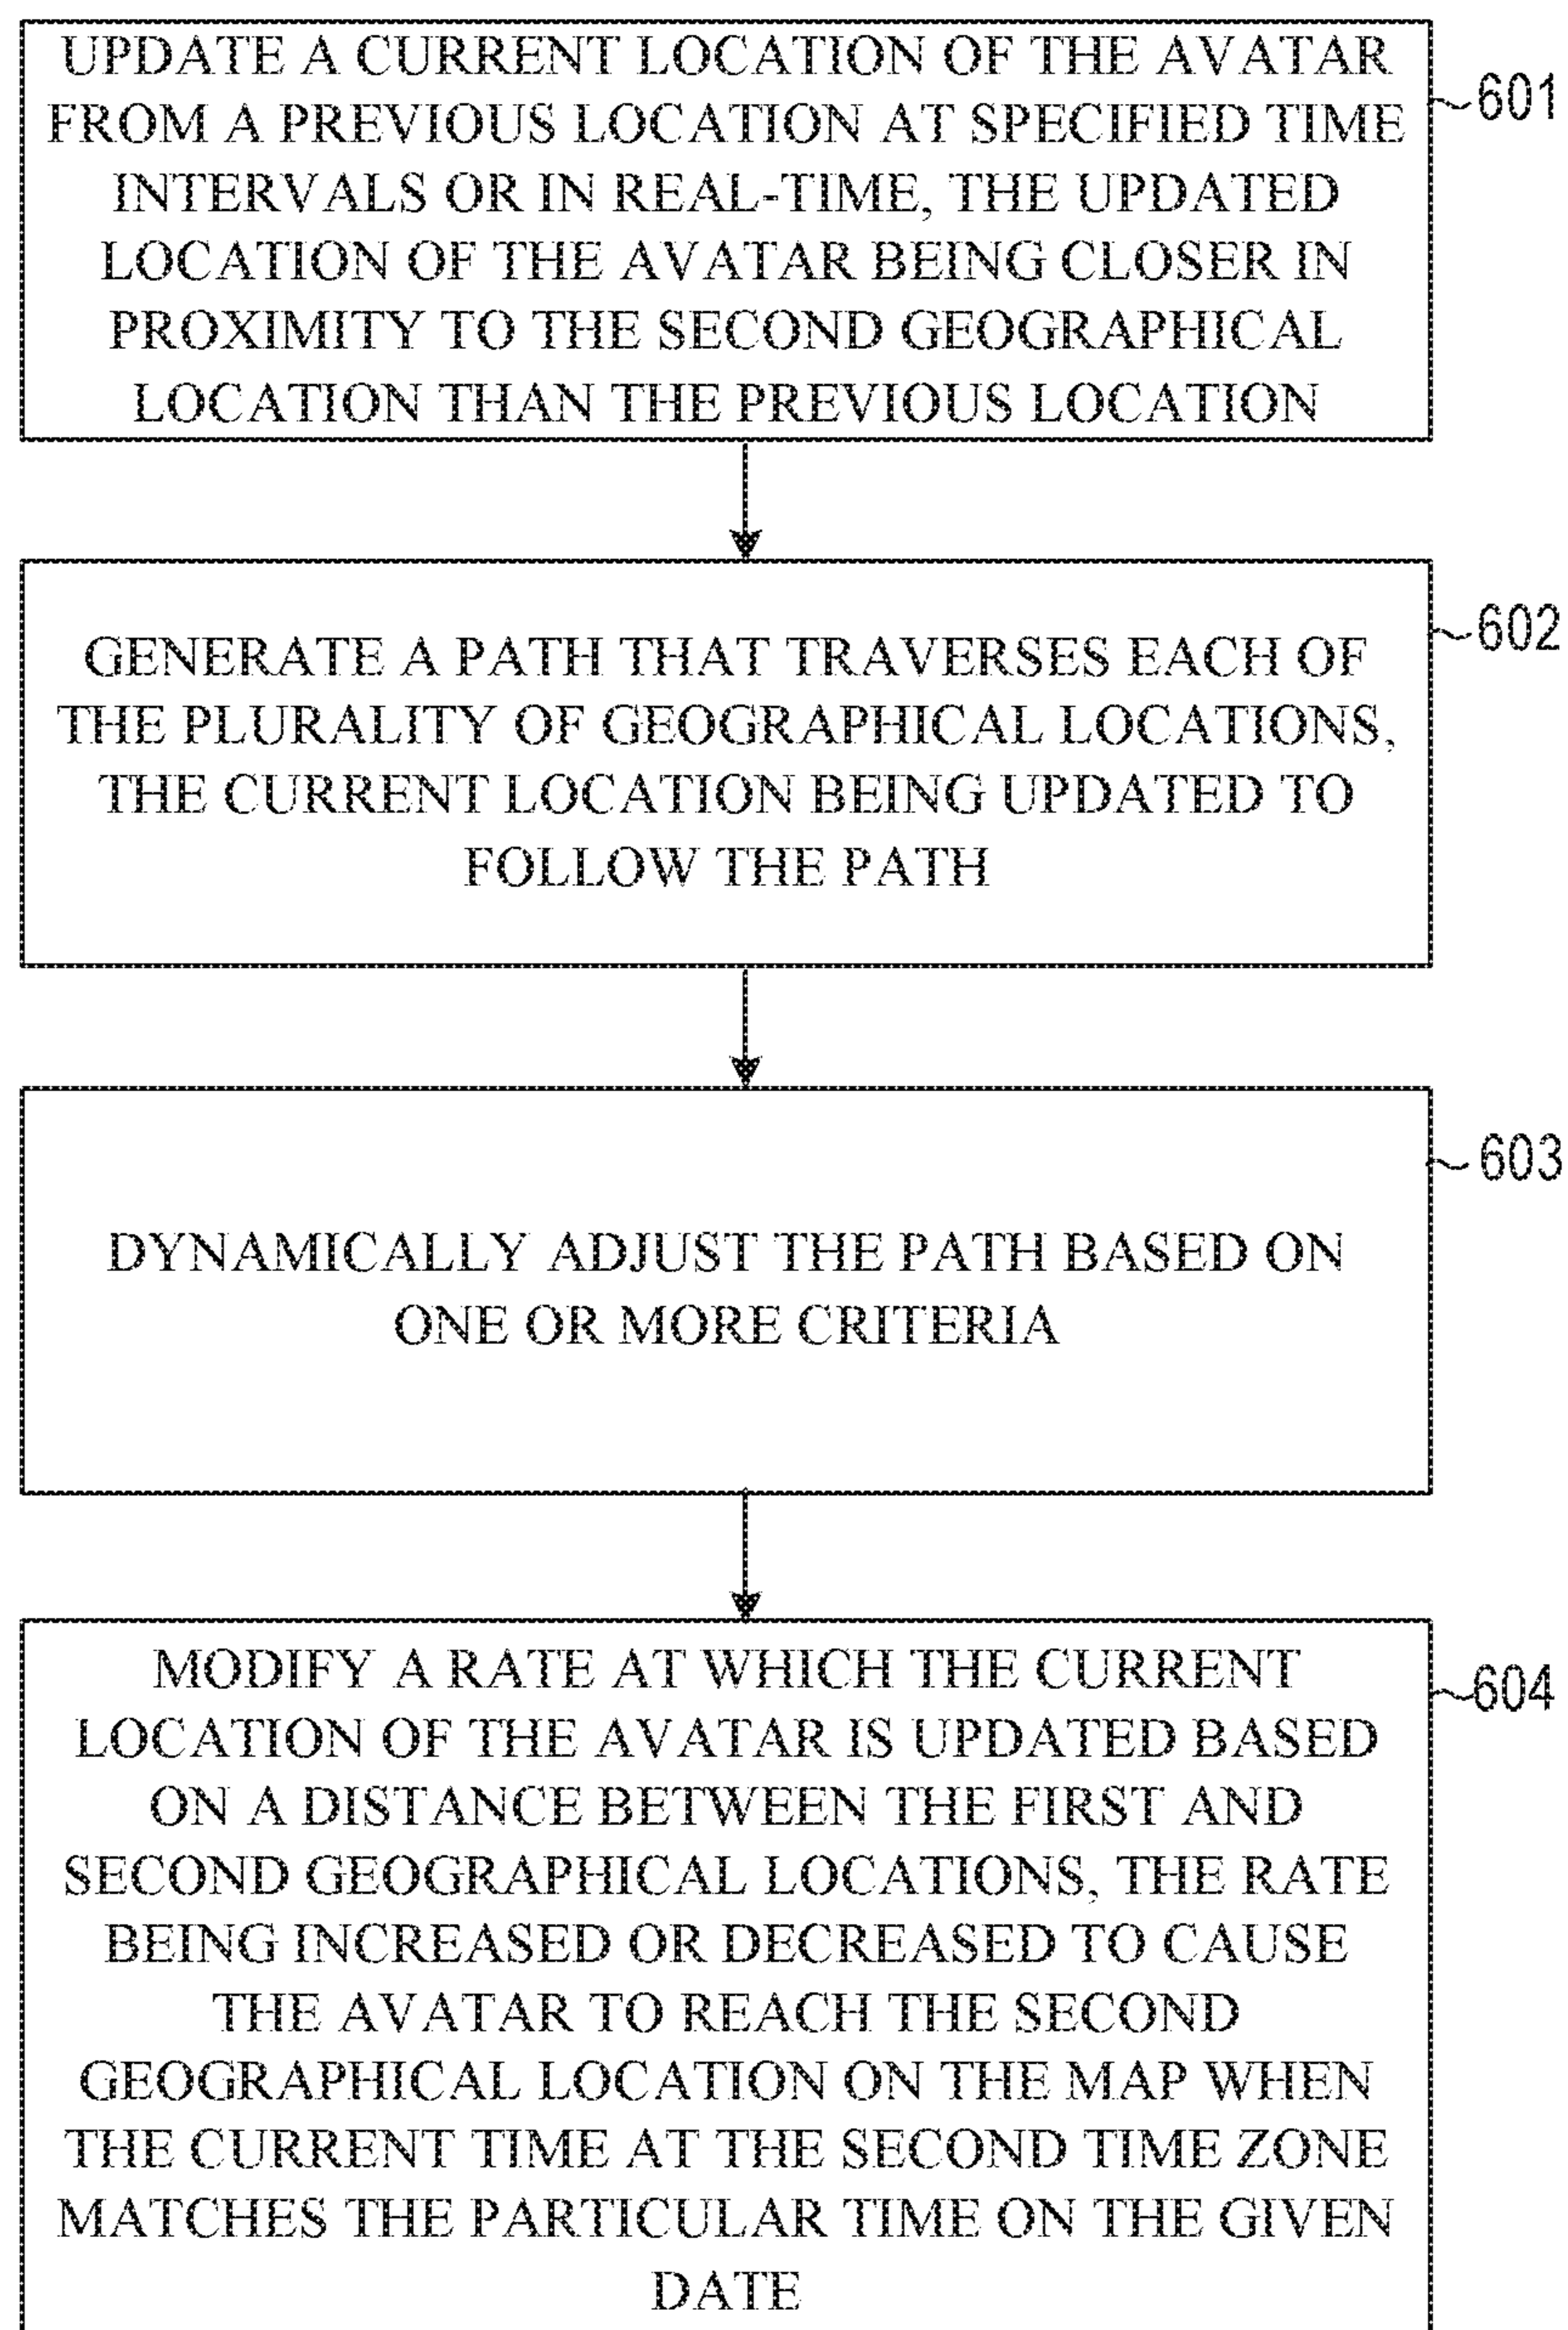 UPDATE A CURRENT LOCATION OF THE AVATAR
FROM A PREVIOUS LOCATION AT SPECIFIED TIME
INTERVALS OR IN REAL-TIME, THE UPDATED
LOCATION OF THE AVATAR BEING CLOSER IN
PROXIMITY TO THE SECOND GEOGRAPHICAL
LOCATION THAN THE PREVIOUS LOCATION
601
GENERATE A PATH THAT TRAVERSES EACH OF
THE PLURALITY OF GEOGRAPHICAL LOCATIONS,
THE CURRENT LOCATION BEING UPDATED TO
FOLLOW THE PATH
602
DYNAMICALLY ADJUST THE PATH BASED ON
ONE OR MORE CRITERIA
603
MODIFY A RATE AT WHICH THE CURRENT
LOCATION OF THE AVATAR IS UPDATED BASED
ON A DISTANCE BETWEEN THE FIRST AND
SECOND GEOGRAPHICAL LOCATIONS, THE RATE
BEING INCREASED OR DECREASED TO CAUSE
THE AVATAR TO REACH THE SECOND
GEOGRAPHICAL LOCATION ON THE MAP WHEN
THE CURRENT TIME AT THE SECOND TIME ZONE
MATCHES THE PARTICULAR TIME ON THE GIVEN
DATE
604